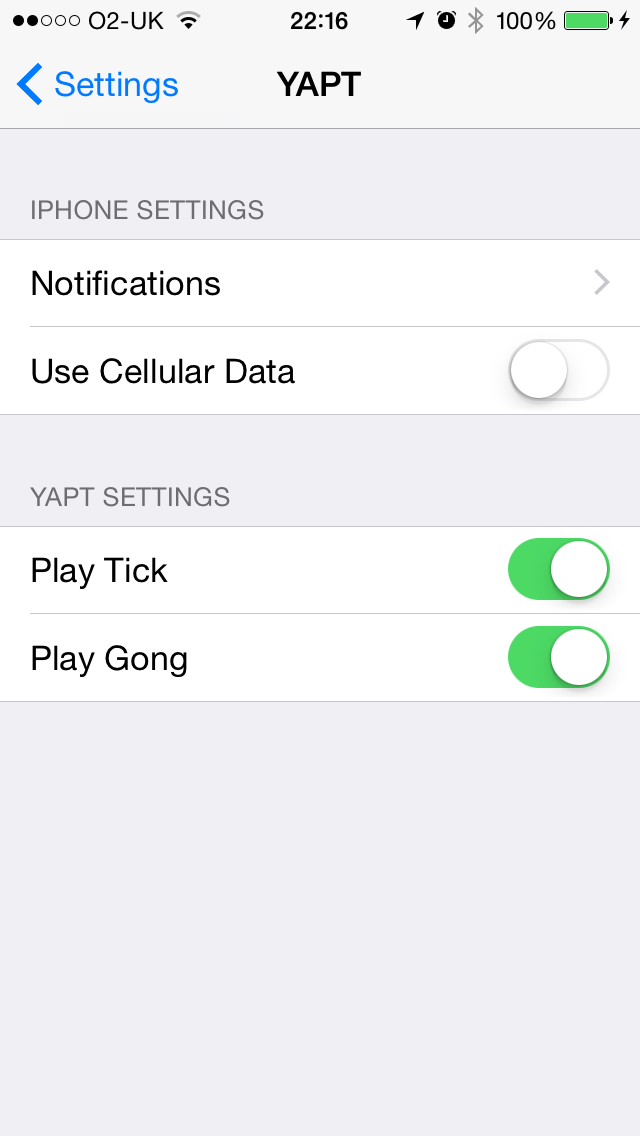 O2-UK 22:16 100%
Settings YAPT
IPHONE SETTINGS
Notifications
Use Cellular Data
YAPT SETTINGS
Play Tick
Play Gong